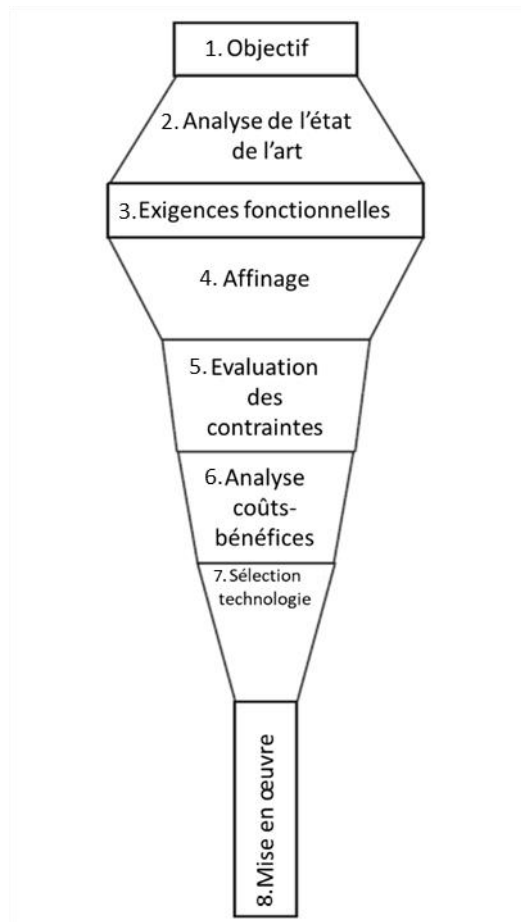 1. Objectif
2. Analyse de l'état
de l'art
3. Exigences fonctionnelles
4. Affinage
5. Evaluation
des
contraintes
6. Analyse
coûts-
bénéfices
7. Sélection
technologie
8. Mise en œuvre